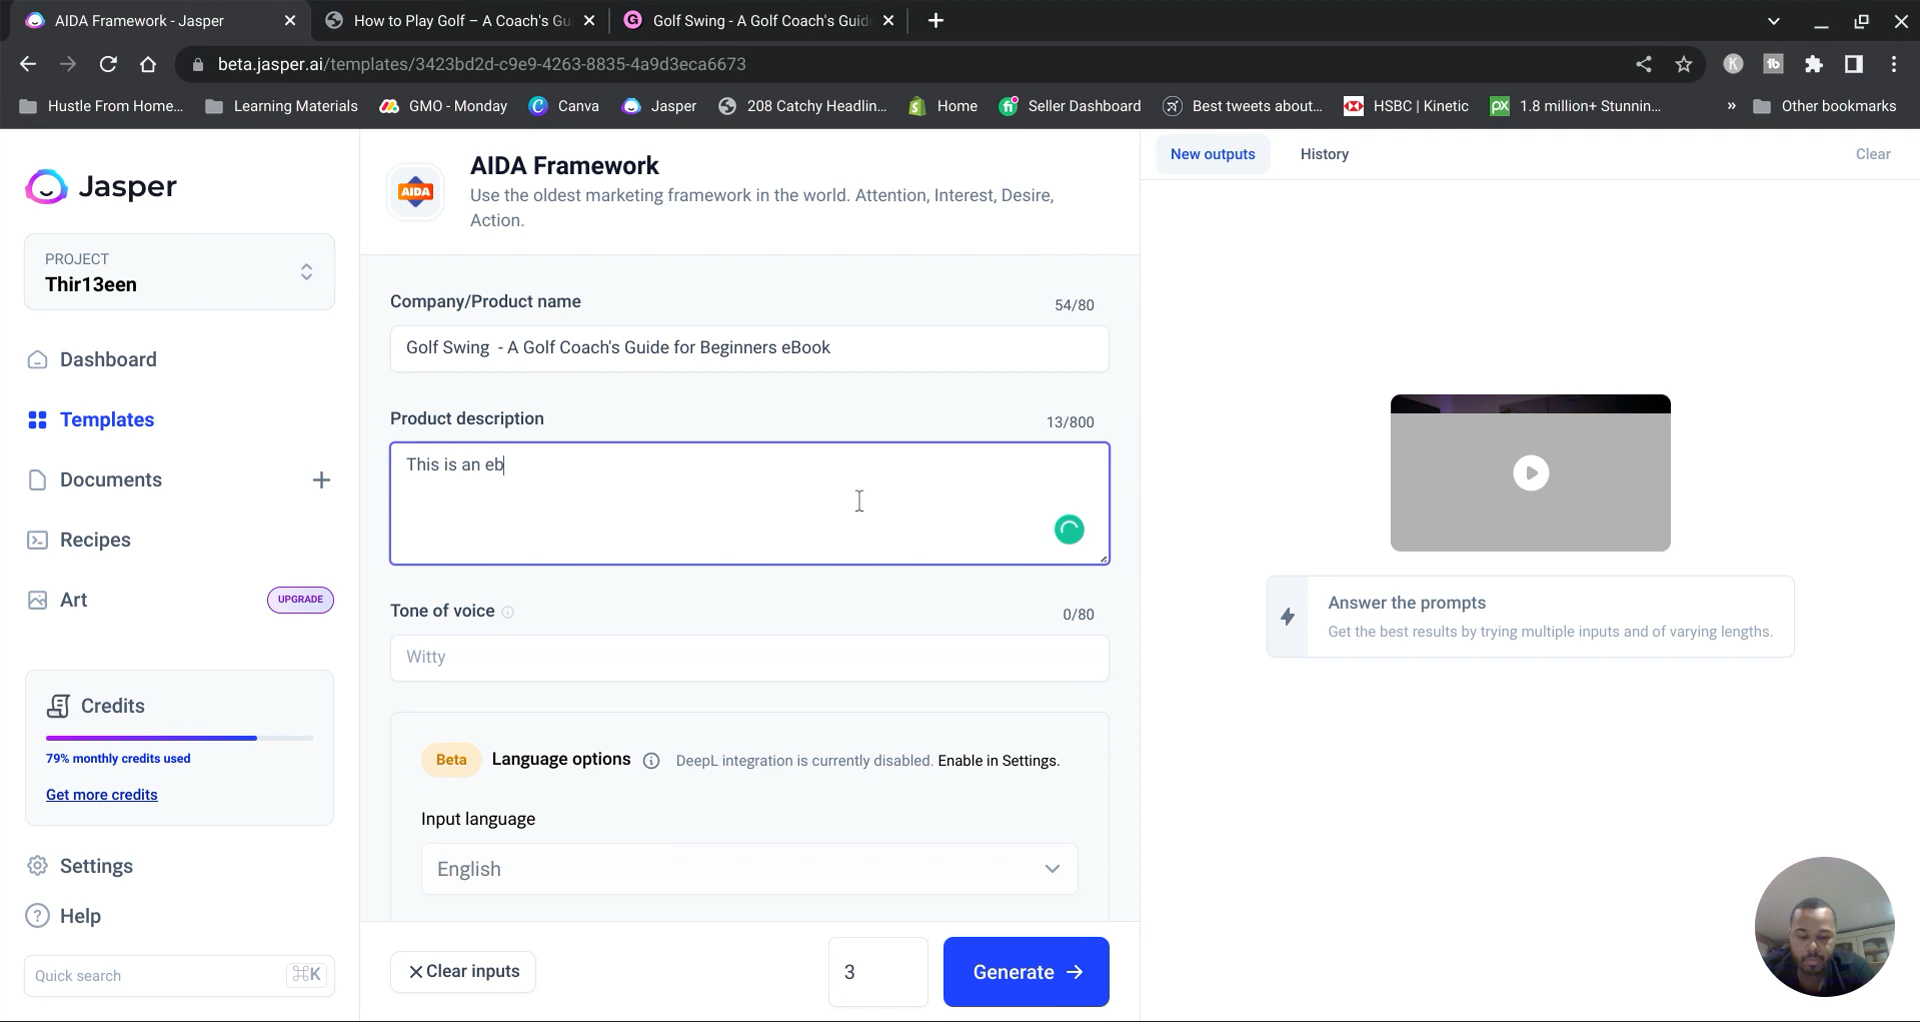 AIDA Framework - Jasper
How to Play Golf – A Coach's Gu
Golf Swing - A Golf Coach's Guide
beta.jasper.ai/templates/3423bd2d-c9e9-4263-8835-4a9d3eca6673
K
tb
Hustle From Home...
Learning Materials
GMO - Monday
Canva
Jasper
208 Catchy Headlin...
Home
Seller Dashboard
Best tweets about...
HSBC | Kinetic
1.8 million+ Stunnin...
»
Other bookmarks
Jasper
PROJECT
Thir13een
Dashboard
Templates
Documents
Recipes
Art
UPGRADE
Credits
79% monthly credits used
Get more credits
Settings
Help
Quick search
⌘K
AIDA
AIDA Framework
Use the oldest marketing framework in the world. Attention, Interest, Desire,
Action.
Company/Product name
54/80
Golf Swing  - A Golf Coach's Guide for Beginners eBook
Product description
13/800
This is an eb
Tone of voice
0/80
Witty
Beta
Language options
DeepL integration is currently disabled. Enable in Settings.
Input language
English
Clear inputs
3
Generate
New outputs
History
Clear
Answer the prompts
Get the best results by trying multiple inputs and of varying lengths.